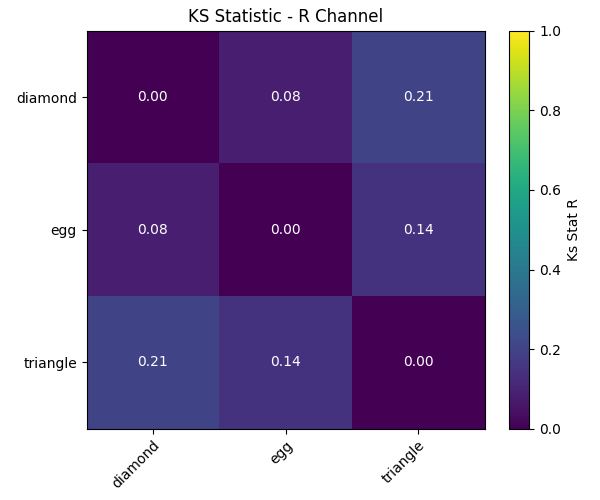 KS Statistic - R Channel
diamond
0.00
0.08
0.21
egg
0.08
0.00
0.14
triangle
0.21
0.14
0.00
diamond
egg
triangle
1.0
0.8
0.6
0.4
0.2
0.0
Ks Stat R